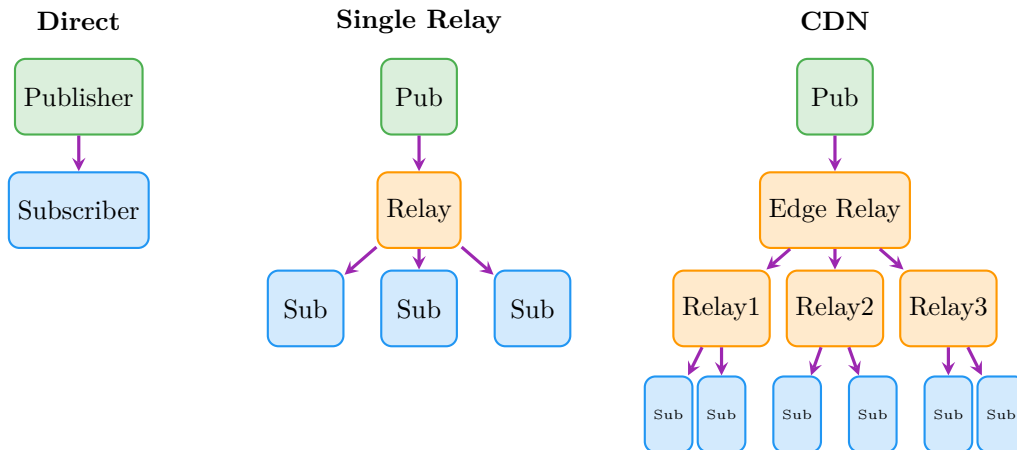 Direct
Single Relay
CDN
Publisher
Pub
Pub
Subscriber
Relay
Edge Relay
Sub
Sub
Sub
Relay1
Relay2
Relay3
Sub
Sub
Sub
Sub
Sub
Sub